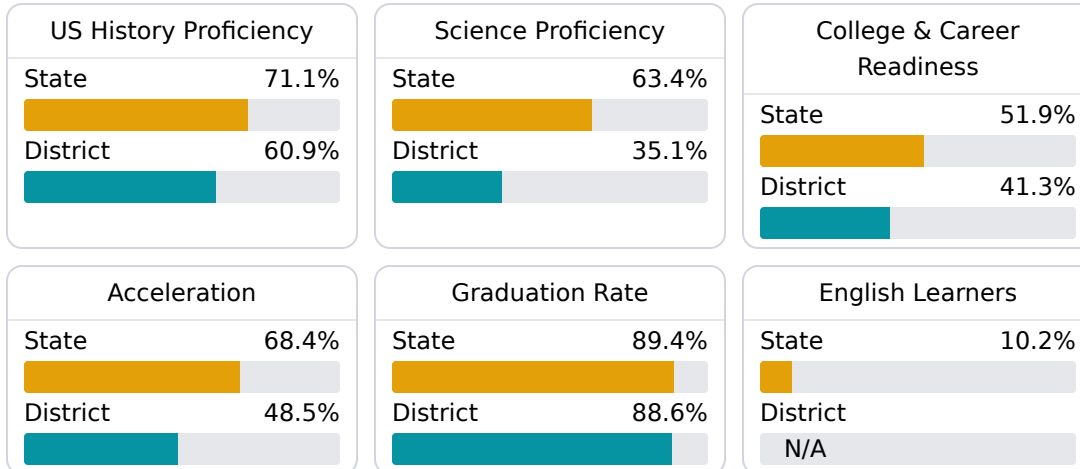 US History Proficiency
State 71.1%
District 60.9%
Science Proficiency
State 63.4%
District 35.1%
College & Career
Readiness
State 51.9%
District 41.3%
Acceleration
State 68.4%
District 48.5%
Graduation Rate
State 89.4%
District 88.6%
English Learners
State 10.2%
District
N/A